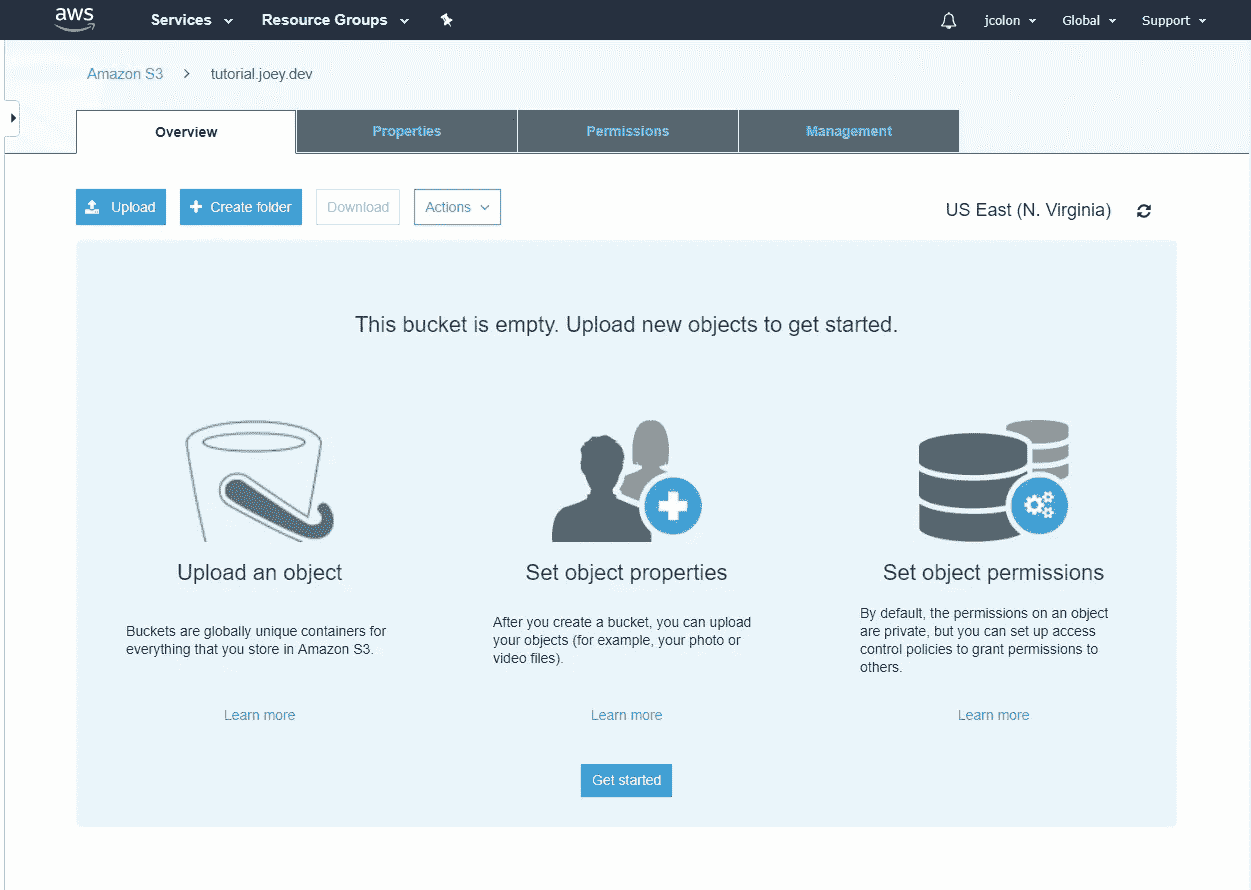 aws Services Resource Groups jcolon Global Support
Amazon S3 > tutorial.joey.dev
Overview Properties Permissions Management
Upload Create folder Download Actions US East (N. Virginia)
This bucket is empty. Upload new objects to get started.
Upload an object
Buckets are globally unique containers for
everything that you store in Amazon S3.
Learn more
Set object properties
After you create a bucket, you can upload
your objects (for example, your photo or
video files).
Learn more
Set object permissions
By default, the permissions on an object
are private, but you can set up access
control policies to grant permissions to
others.
Learn more
Get started